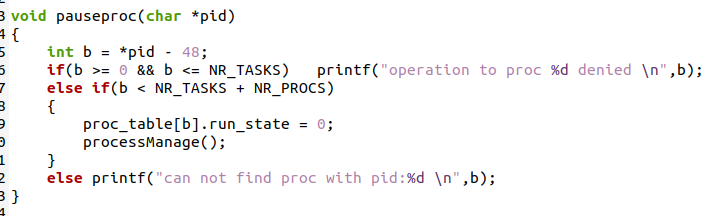 3 void pauseproc(char *pid)
4 {
5     int b = *pid - 48;
6     if(b >= 0 && b <= NR_TASKS)   printf("operation to proc %d denied \n",b);
7     else if(b < NR_TASKS + NR_PROCS)
8     {
9         proc_table[b].run_state = 0;
0         processManage();
1     }
2     else printf("can not find proc with pid:%d \n",b);
3 }
4